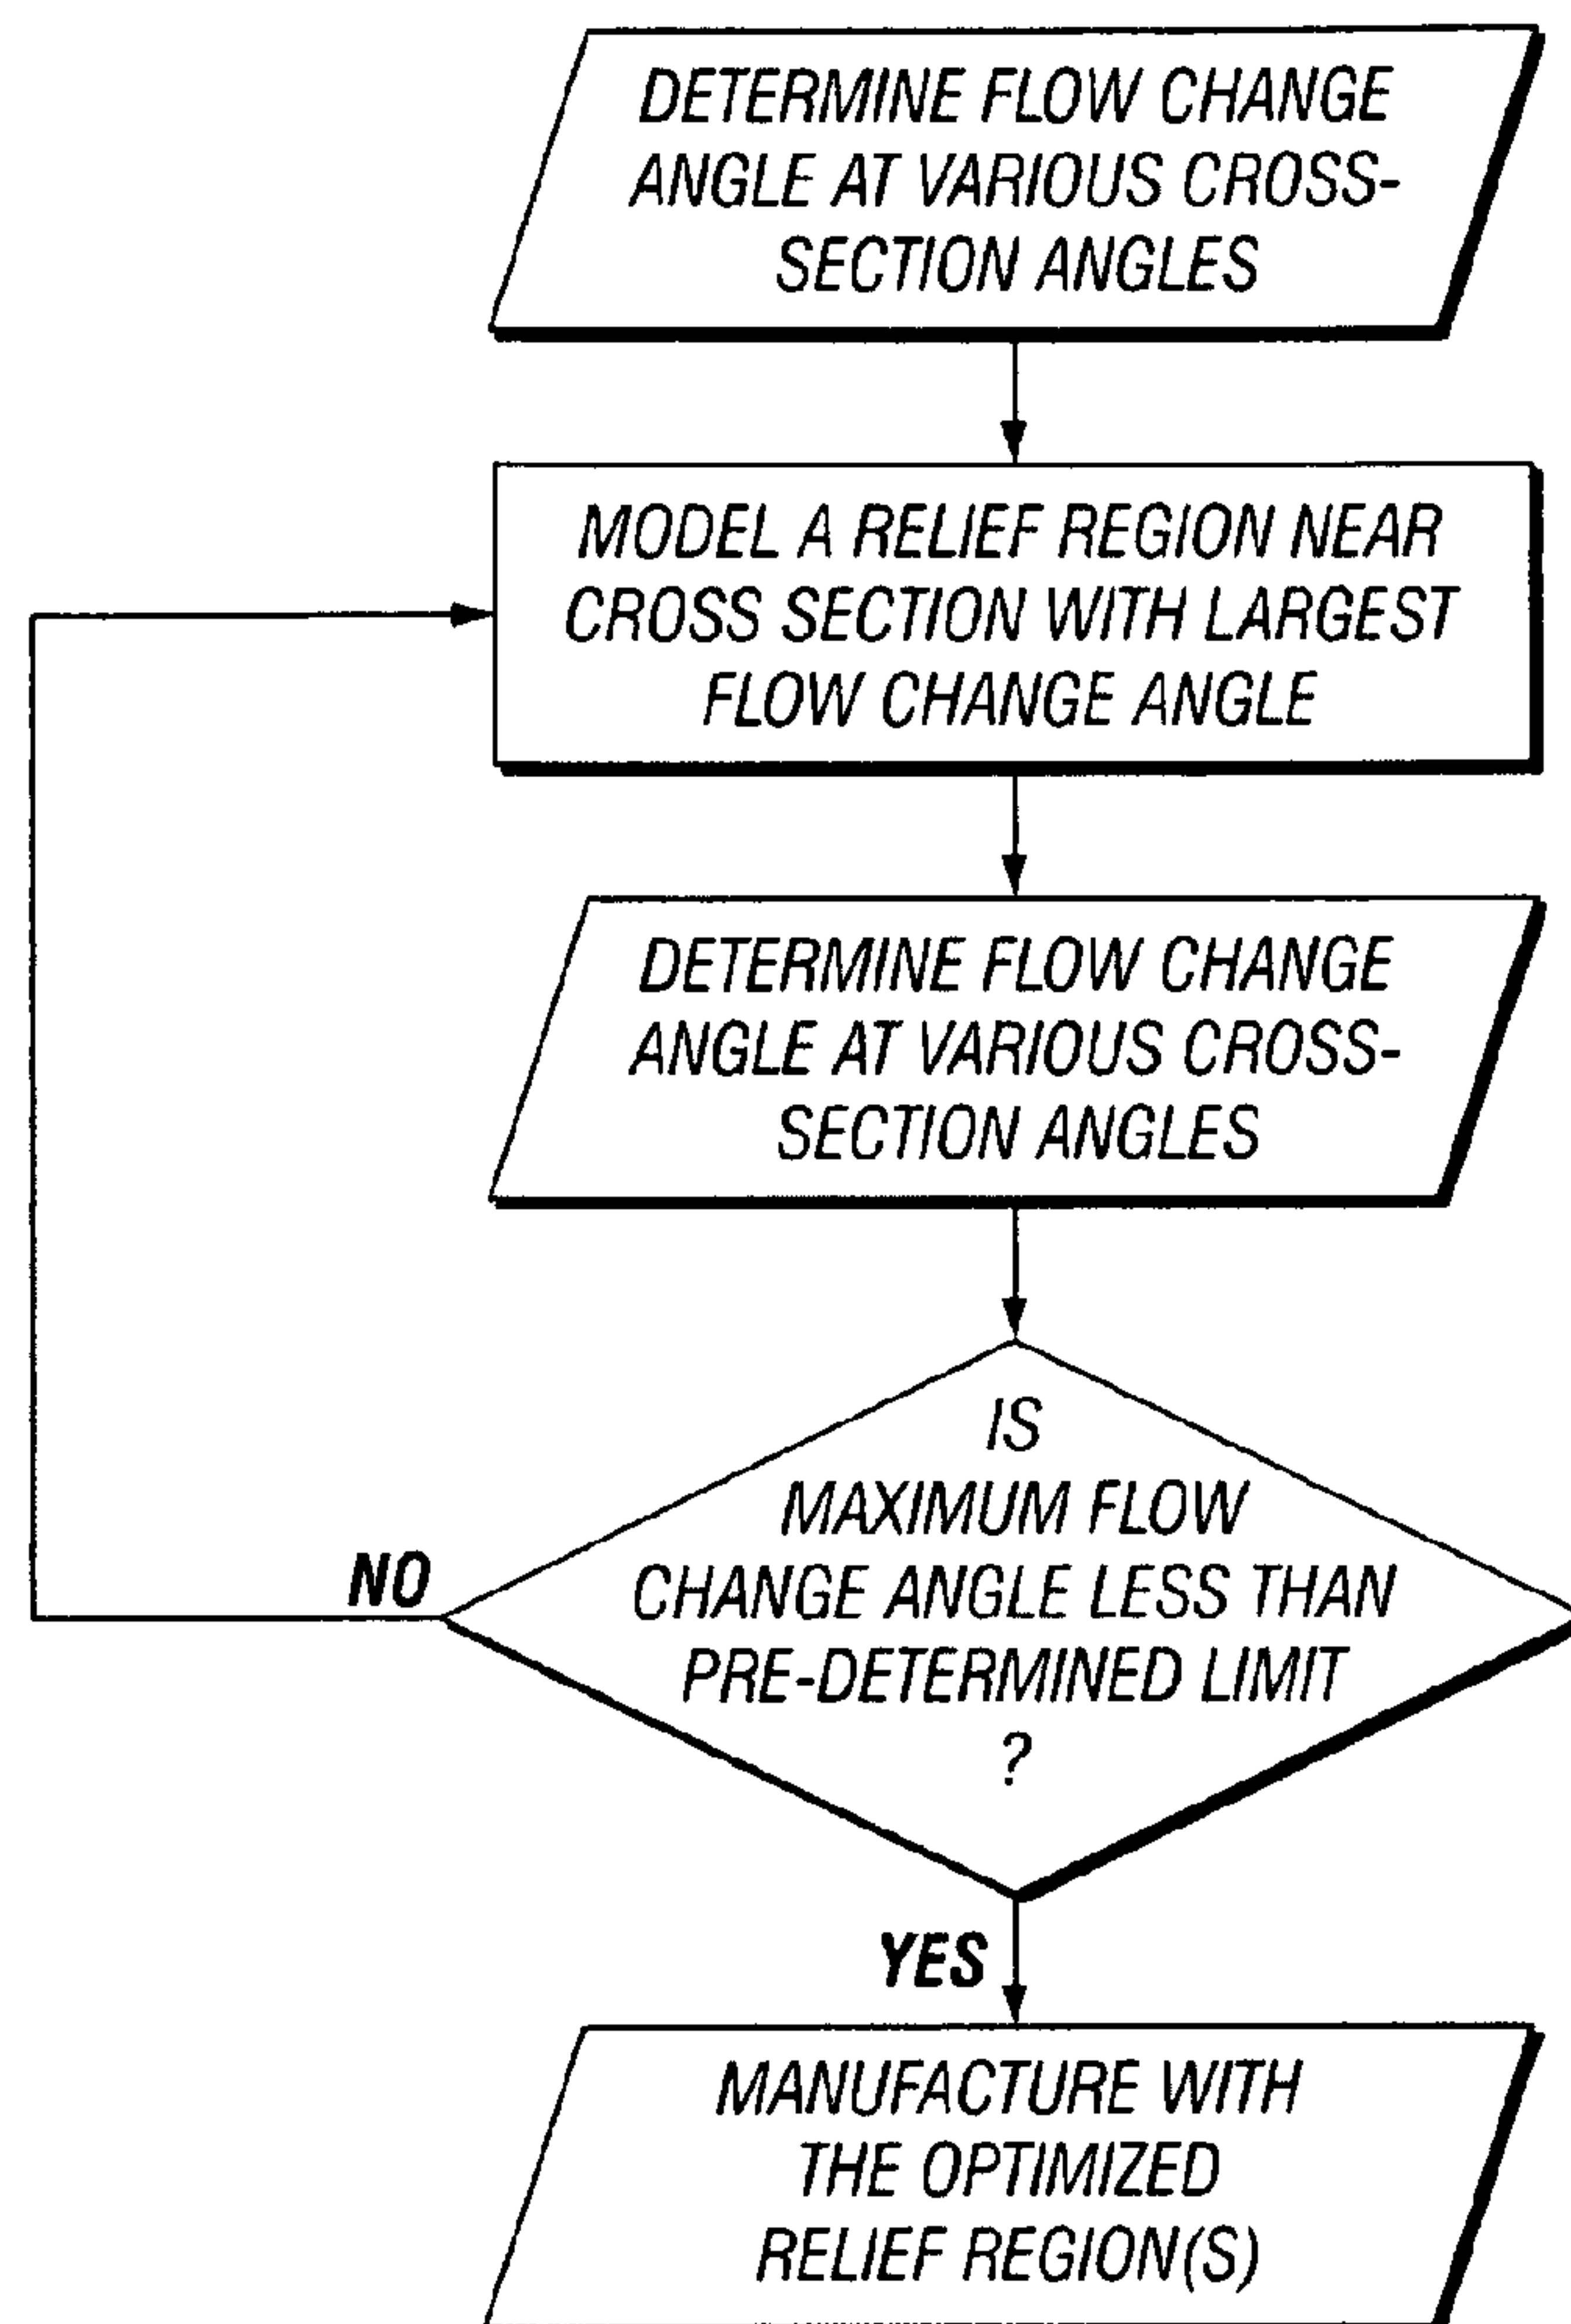 DETERMINE FLOW CHANGE
ANGLE AT VARIOUS CROSS-
SECTION ANGLES
MODEL A RELIEF REGION NEAR
CROSS SECTION WITH LARGEST
FLOW CHANGE ANGLE
DETERMINE FLOW CHANGE
ANGLE AT VARIOUS CROSS-
SECTION ANGLES
IS
MAXIMUM FLOW
CHANGE ANGLE LESS THAN
PRE-DETERMINED LIMIT
?
NO
YES
MANUFACTURE WITH
THE OPTIMIZED
RELIEF REGION(S)